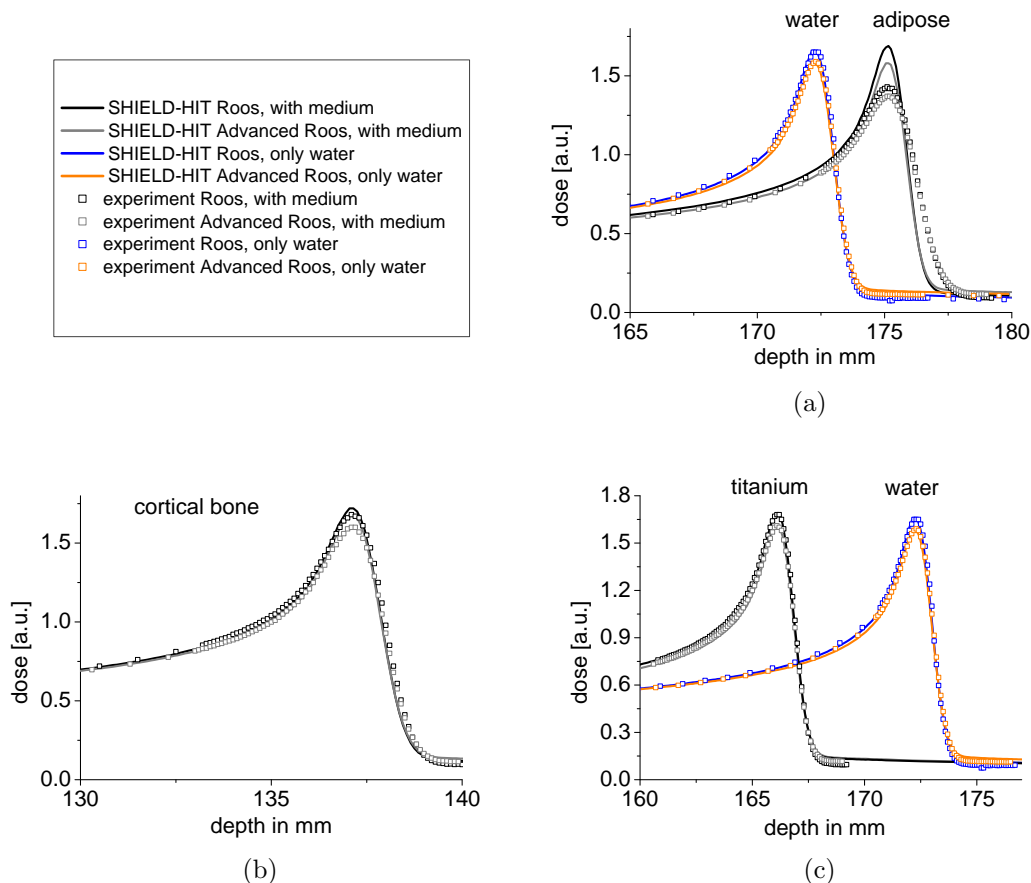 SHIELD-HIT Roos, with medium
SHIELD-HIT Advanced Roos, with medium
SHIELD-HIT Roos, only water
SHIELD-HIT Advanced Roos, only water
experiment Roos, with medium
experiment Advanced Roos, with medium
experiment Roos, only water
experiment Advanced Roos, only water
water adipose
1.5
1.0
0.5
0.0
dose [a.u.]
165 170 175 180
depth in mm
(a)
cortical bone
1.5
1.0
0.5
0.0
dose [a.u.]
130 135 140
depth in mm
(b)
titanium water
1.8
1.5
1.2
0.9
0.6
0.3
0.0
dose [a.u.]
160 165 170 175
depth in mm
(c)